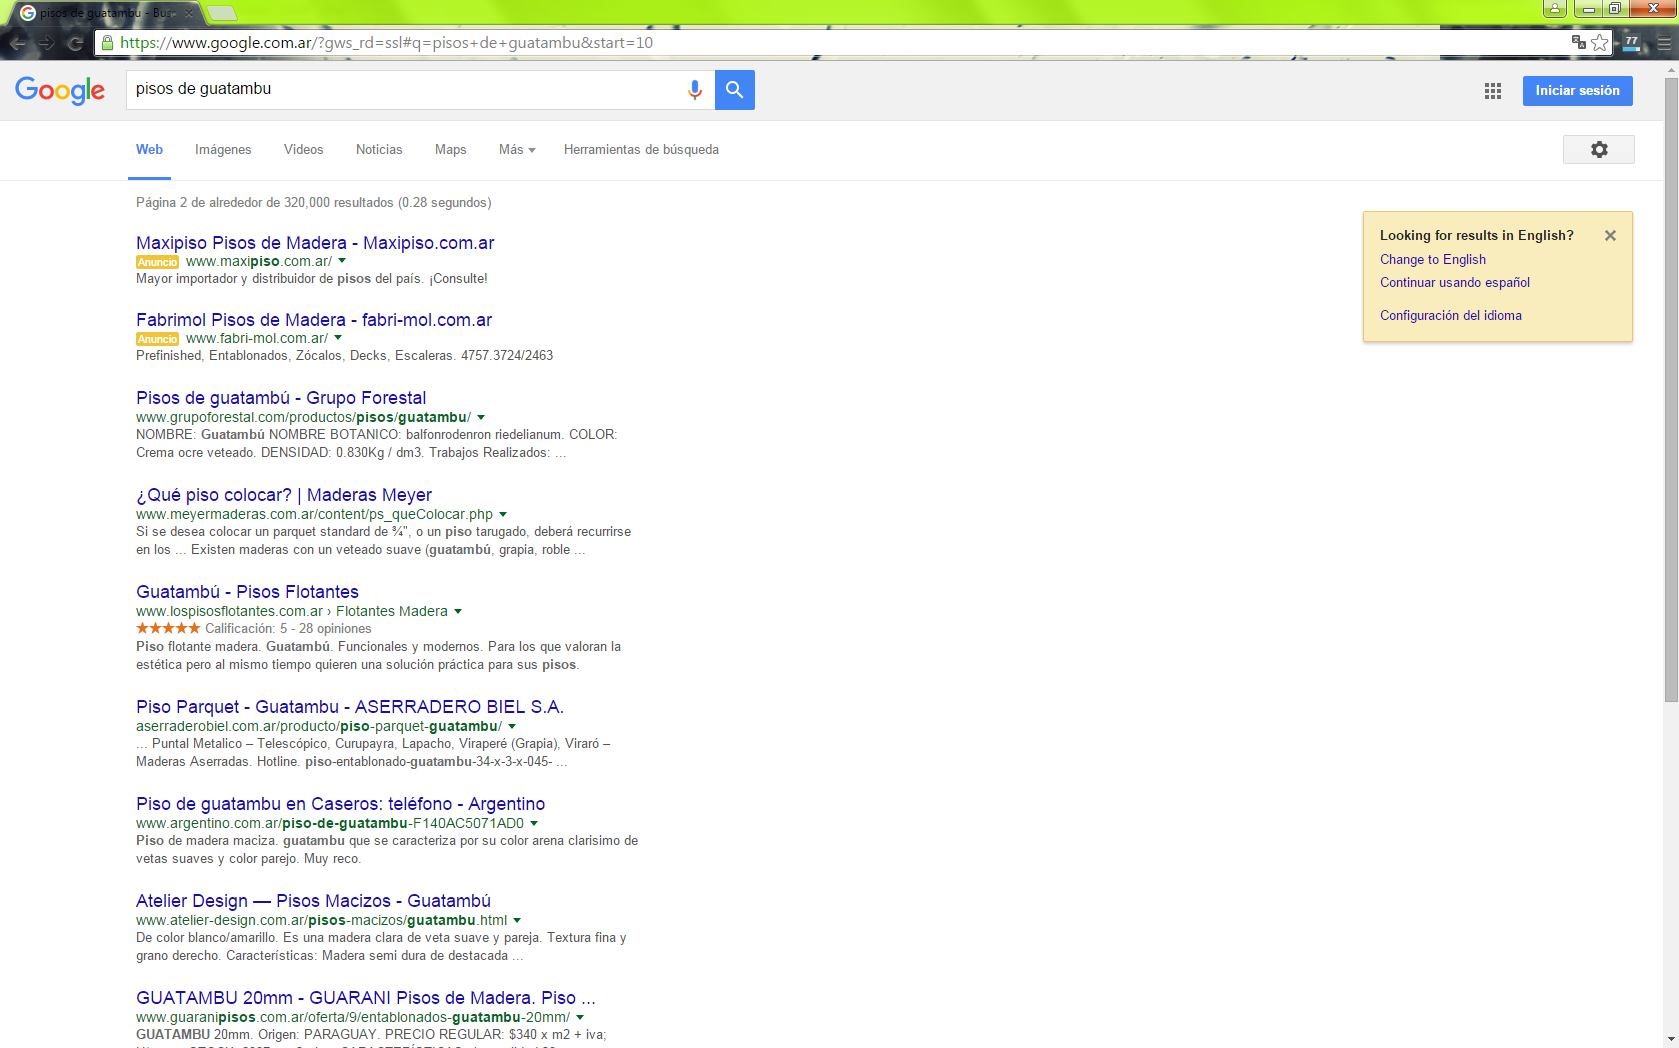 pisos de guatambu - Bus
https://www.google.com.ar/?gws_rd=ssl#q=pisos+de+guatambu&start=10
77
Google
pisos de guatambu
Iniciar sesión
Web Imágenes Videos Noticias Maps Más Herramientas de búsqueda
Página 2 de alrededor de 320,000 resultados (0.28 segundos)
Looking for results in English?
Change to English
Continuar usando español
Configuración del idioma
Maxipiso Pisos de Madera - Maxipiso.com.ar
Anuncio www.maxipiso.com.ar/
Mayor importador y distribuidor de pisos del país. ¡Consulte!
Fabrimol Pisos de Madera - fabri-mol.com.ar
Anuncio www.fabri-mol.com.ar/
Prefinished, Entablonados, Zócalos, Decks, Escaleras. 4757.3724/2463
Pisos de guatambú - Grupo Forestal
www.grupoforestal.com/productos/pisos/guatambu/
NOMBRE: Guatambú NOMBRE BOTANICO: balfonrodenron riedelianum. COLOR:
Crema ocre veteado. DENSIDAD: 0.830Kg / dm3. Trabajos Realizados: ...
¿Qué piso colocar? | Maderas Meyer
www.meyermaderas.com.ar/content/ps_queColocar.php
Si se desea colocar un parquet standard de ¾", o un piso tarugado, deberá recurrirse
en los ... Existen maderas con un veteado suave (guatambú, grapia, roble ...
Guatambú - Pisos Flotantes
www.lospisosflotantes.com.ar › Flotantes Madera
★★★★★ Calificación: 5 - 28 opiniones
Piso flotante madera. Guatambú. Funcionales y modernos. Para los que valoran la
estética pero al mismo tiempo quieren una solución práctica para sus pisos.
Piso Parquet - Guatambu - ASERRADERO BIEL S.A.
aserraderobiel.com.ar/producto/piso-parquet-guatambu/
... Puntal Metalico – Telescópico, Curupayra, Lapacho, Viraperé (Grapia), Viraró –
Maderas Aserradas. Hotline. piso-entablonado-guatambu-34-x-3-x-045- ...
Piso de guatambu en Caseros: teléfono - Argentino
www.argentino.com.ar/piso-de-guatambu-F140AC5071AD0
Piso de madera maciza. guatambu que se caracteriza por su color arena clarisimo de
vetas suaves y color parejo. Muy reco.
Atelier Design — Pisos Macizos - Guatambú
www.atelier-design.com.ar/pisos-macizos/guatambu.html
De color blanco/amarillo. Es una madera clara de veta suave y pareja. Textura fina y
grano derecho. Características: Madera semi dura de destacada ...
GUATAMBU 20mm - GUARANI Pisos de Madera. Piso ...
www.guaranipisos.com.ar/oferta/9/entablonados-guatambu-20mm/
GUATAMBU 20mm. Origen: PARAGUAY. PRECIO REGULAR: $340 x m2 + iva;